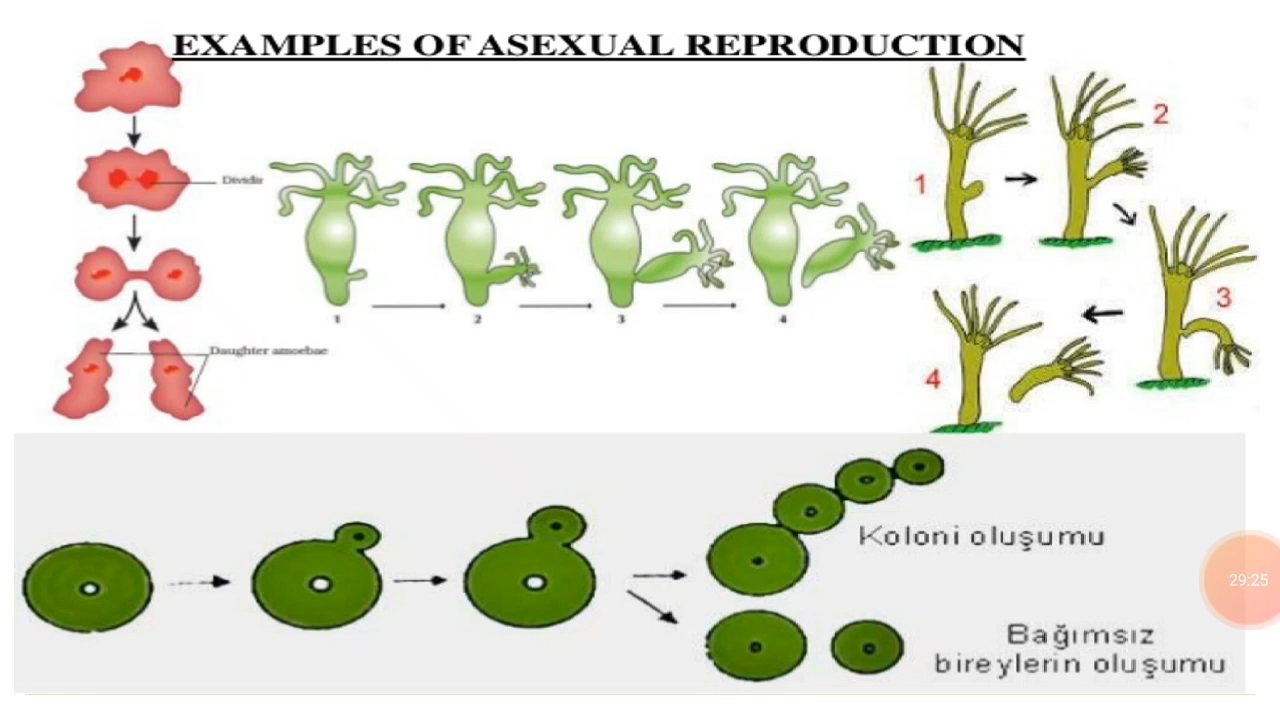 EXAMPLES OF ASEXUAL REPRODUCTION
Dividir
Daughter amoebae
1
2
3
4
1
2
3
4
Koloni oluşumu
Bağımsız
bireylerin oluşumu
29:25